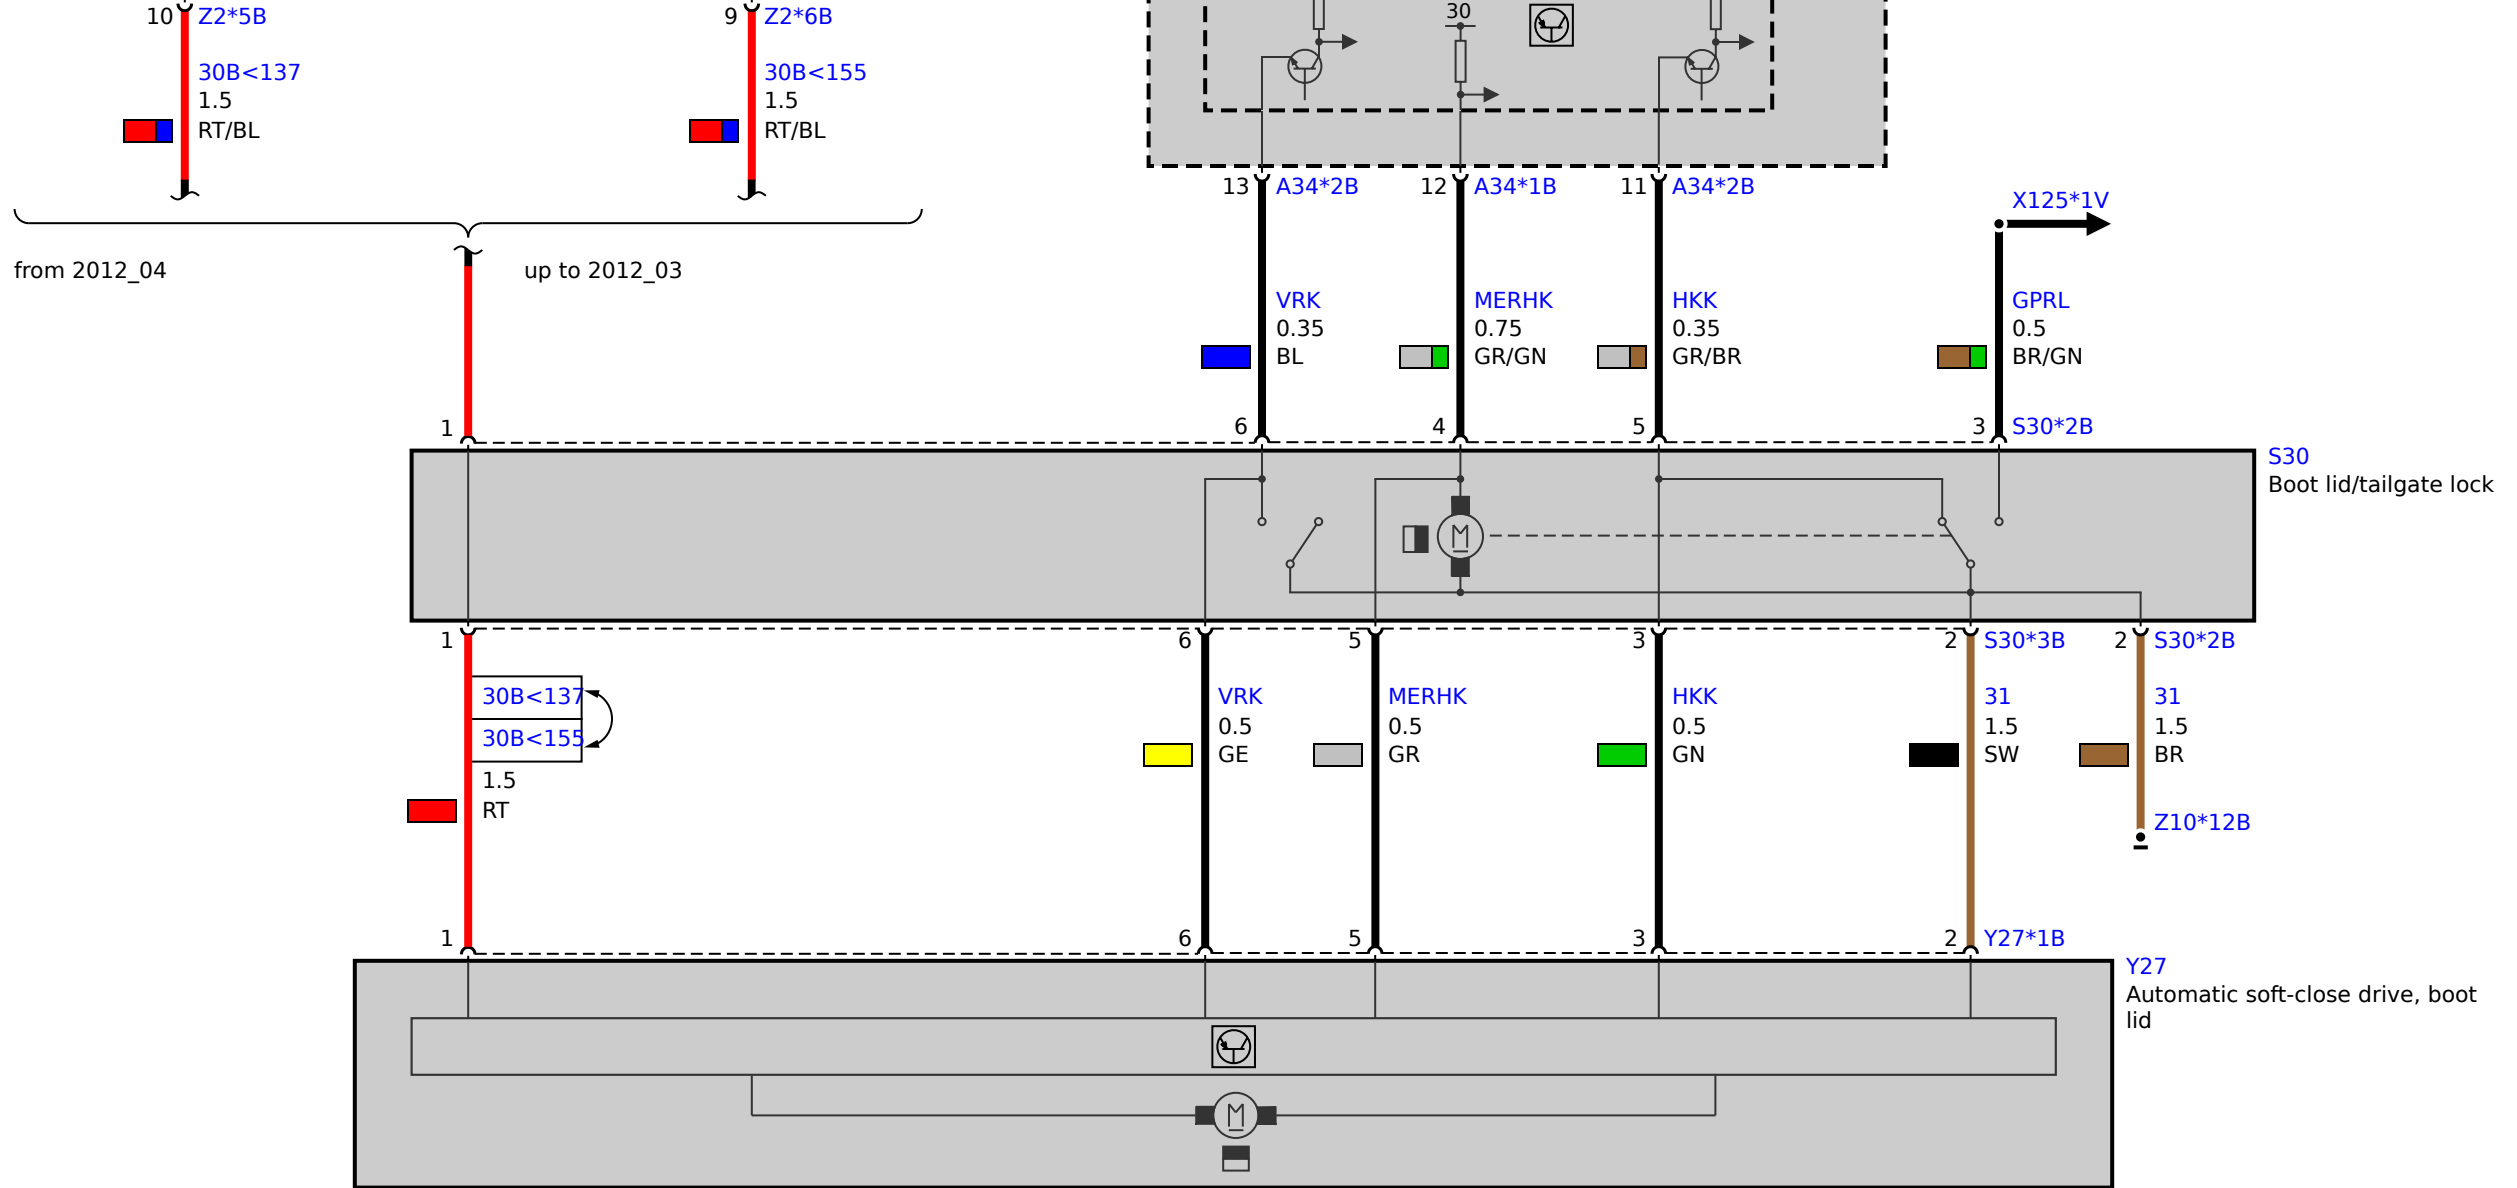 10 Z2*5B
9 Z2*6B
30
30B<137
1.5
RT/BL
30B<155
1.5
RT/BL
13 A34*2B
12 A34*1B
11 A34*2B
X125*1V
from 2012_04
up to 2012_03
VRK
0.35
BL
MERHK
0.75
GR/GN
HKK
0.35
GR/BR
GPRL
0.5
BR/GN
1
6
4
5
3 S30*2B
S30
Boot lid/tailgate lock
M
1
6
5
3
2 S30*3B
2 S30*2B
30B<137
30B<155
1.5
RT
VRK
0.5
GE
MERHK
0.5
GR
HKK
0.5
GN
31
1.5
SW
31
1.5
BR
Z10*12B
1
6
5
3
2 Y27*1B
Y27
Automatic soft-close drive, boot
lid
M